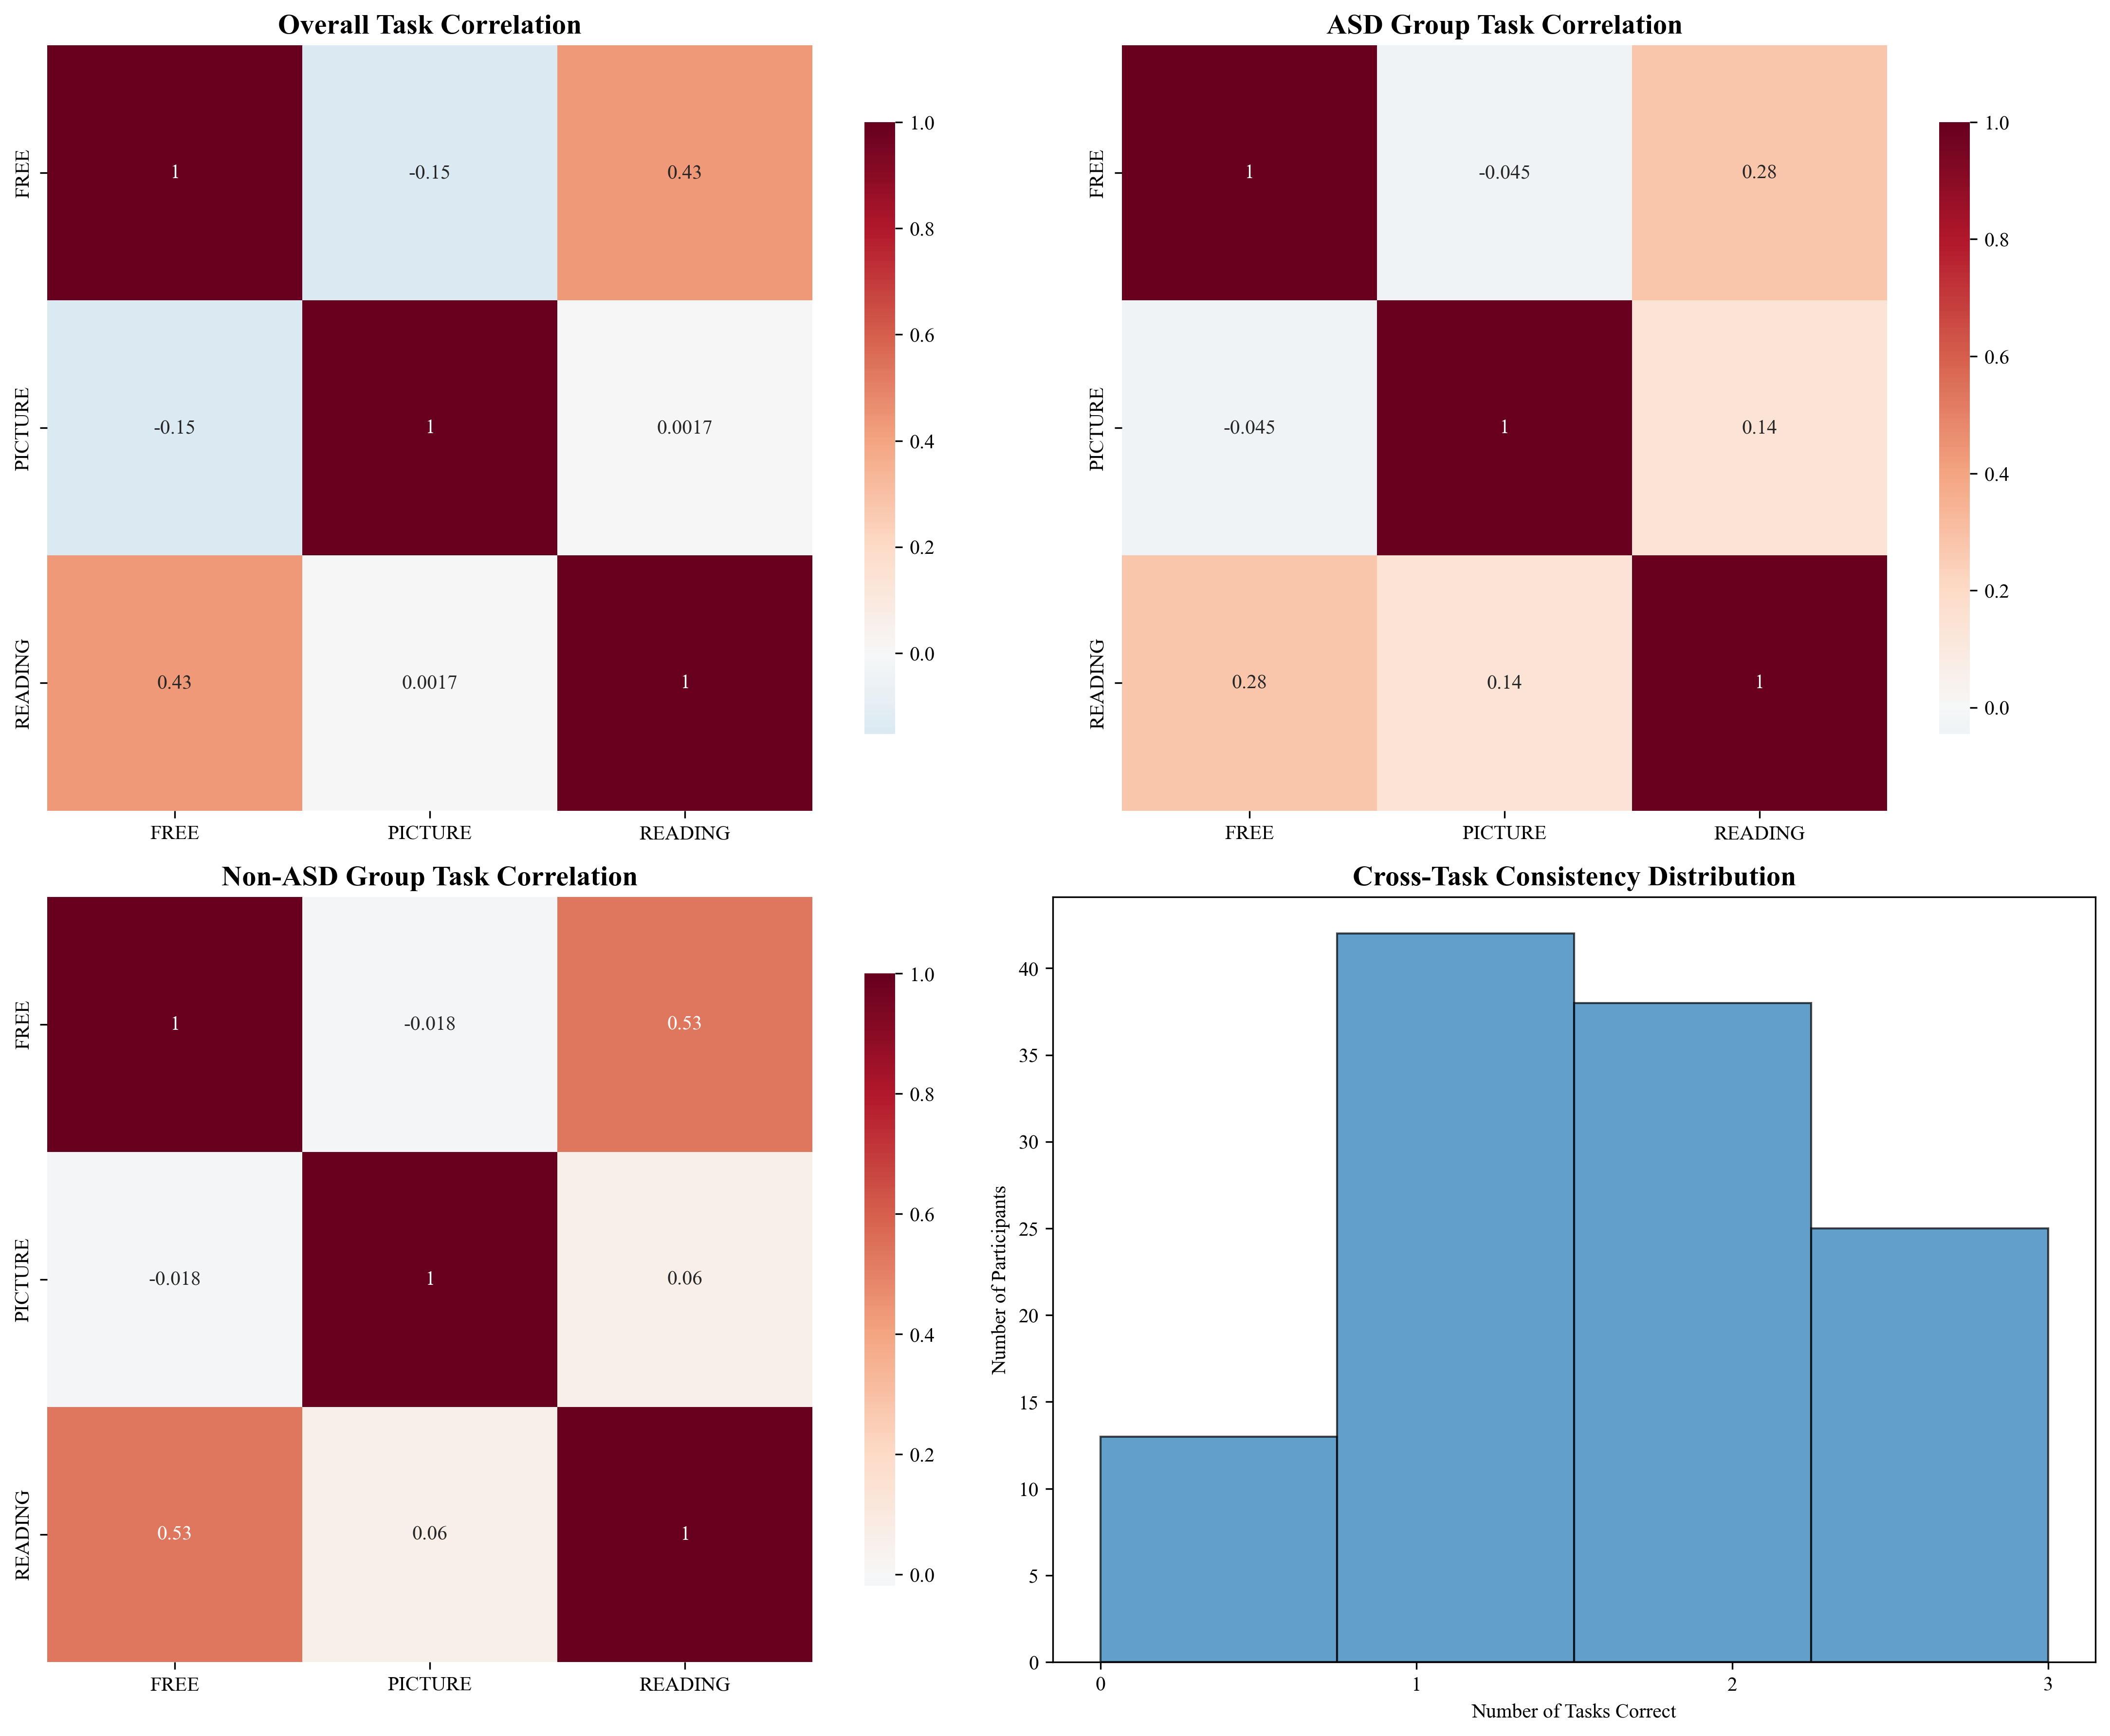 Overall Task Correlation
FREE
1
-0.15
0.43
PICTURE
-0.15
1
0.0017
READING
0.43
0.0017
1
FREE
PICTURE
READING
1.0
0.8
0.6
0.4
0.2
0.0
ASD Group Task Correlation
FREE
1
-0.045
0.28
PICTURE
-0.045
1
0.14
READING
0.28
0.14
1
FREE
PICTURE
READING
1.0
0.8
0.6
0.4
0.2
0.0
Non-ASD Group Task Correlation
FREE
1
-0.018
0.53
PICTURE
-0.018
1
0.06
READING
0.53
0.06
1
FREE
PICTURE
READING
1.0
0.8
0.6
0.4
0.2
0.0
Cross-Task Consistency Distribution
Number of Participants
40
35
30
25
20
15
10
5
0
0
1
2
3
Number of Tasks Correct